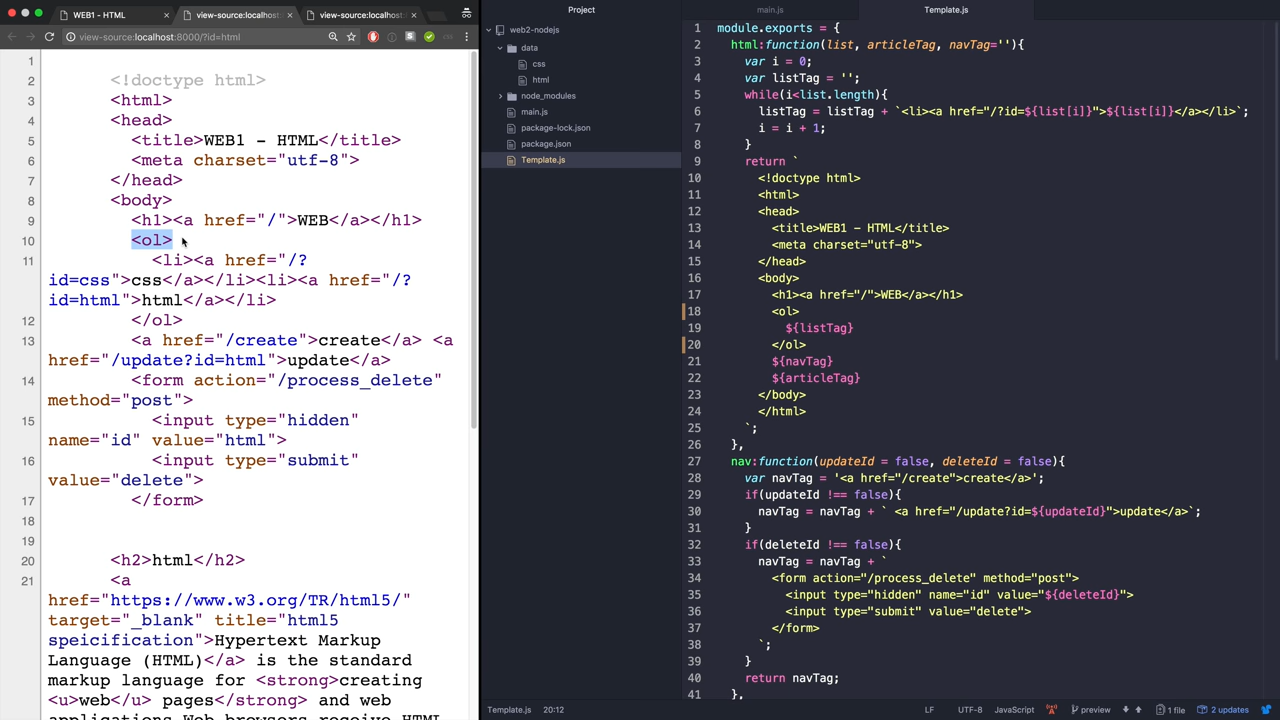 WEB1 - HTML
view-source:localhost:
view-source:localhost:
view-source:localhost:8000/?id=html
1
2 <!doctype html>
3 <html>
4 <head>
5 <title>WEB1 - HTML</title>
6 <meta charset="utf-8">
7 </head>
8 <body>
9 <h1><a href="/">WEB</a></h1>
10 <ol>
11 <li><a href="/?
id=css">css</a></li><li><a href="/?
id=html">html</a></li>
12 </ol>
13 <a href="/create">create</a> <a
href="/update?id=html">update</a>
14 <form action="/process_delete"
method="post">
15 <input type="hidden"
name="id" value="html">
16 <input type="submit"
value="delete">
17 </form>
18
19
20 <h2>html</h2>
21 <a
href="https://www.w3.org/TR/html5/"
target="_blank" title="html5
speicification">Hypertext Markup
Language (HTML)</a> is the standard
markup language for <strong>creating
<u>web</u> pages</strong> and web
applications.Web browsers receive HTML
Project
web2-nodejs
data
css
html
node_modules
main.js
package-lock.json
package.json
Template.js
main.js
Template.js
1 module.exports = {
2 html:function(list, articleTag, navTag=''){
3 var i = 0;
4 var listTag = '';
5 while(i<list.length){
6 listTag = listTag + `<li><a href="/?id=${list[i]}">${list[i]}</a></li>`;
7 i = i + 1;
8 }
9 return `
10 <!doctype html>
11 <html>
12 <head>
13 <title>WEB1 - HTML</title>
14 <meta charset="utf-8">
15 </head>
16 <body>
17 <h1><a href="/">WEB</a></h1>
18 <ol>
19 ${listTag}
20 </ol>
21 ${navTag}
22 ${articleTag}
23 </body>
24 </html>
25 `;
26 },
27 nav:function(updateId = false, deleteId = false){
28 var navTag = '<a href="/create">create</a>';
29 if(updateId !== false){
30 navTag = navTag + ` <a href="/update?id=${updateId}">update</a>`;
31 }
32 if(deleteId !== false){
33 navTag = navTag + `
34 <form action="/process_delete" method="post">
35 <input type="hidden" name="id" value="${deleteId}">
36 <input type="submit" value="delete">
37 </form>
38 `;
39 }
40 return navTag;
41 },
Template.js 20:12
LF UTF-8 JavaScript preview 1 file 2 updates